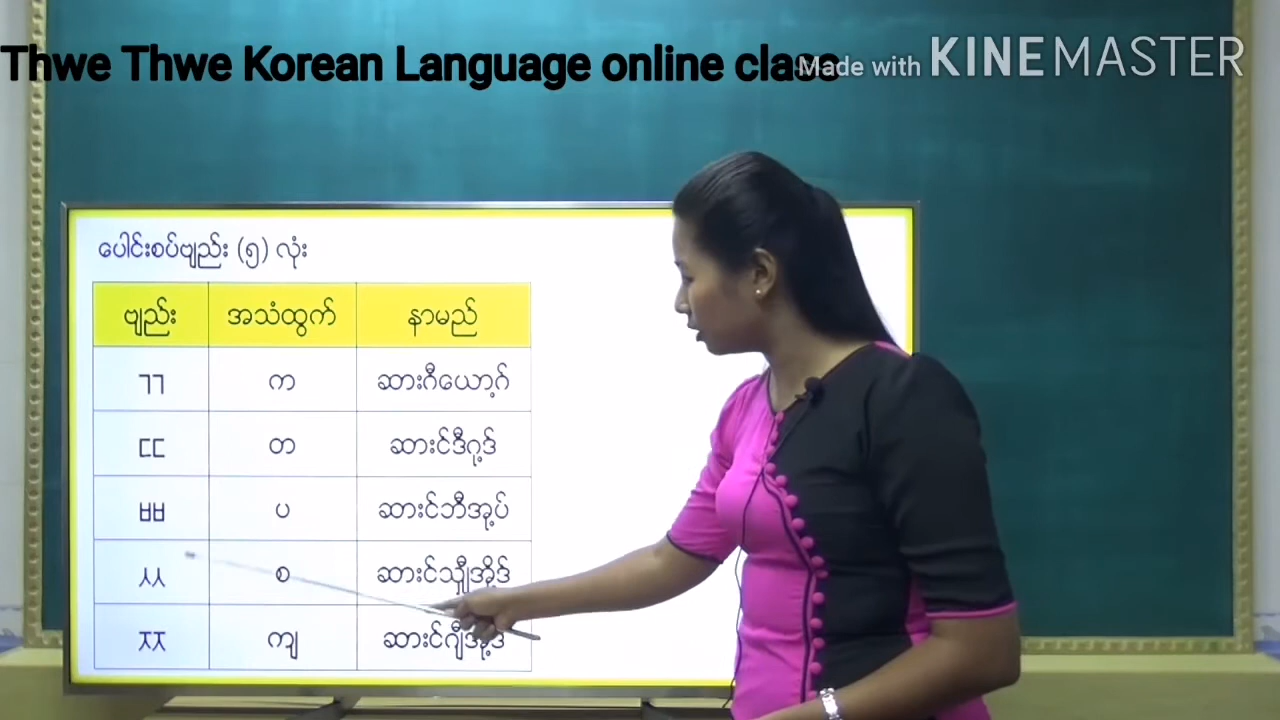 Thwe Thwe Korean Language online class
Made with KINEMASTER
ပေါင်းစပ်ဗျည်း (၅) လုံး
ဗျည်း အသံထွက် နာမည်
ㄲ က ဆားဂီယော့ဂ်
ㄸ တ ဆားင်ဒီဂု့ဒ်
ㅃ ပ ဆားင်ဘီအု့ပ်
ㅆ စ ဆားင်သျှီအို့ဒ်
ㅉ ကျ